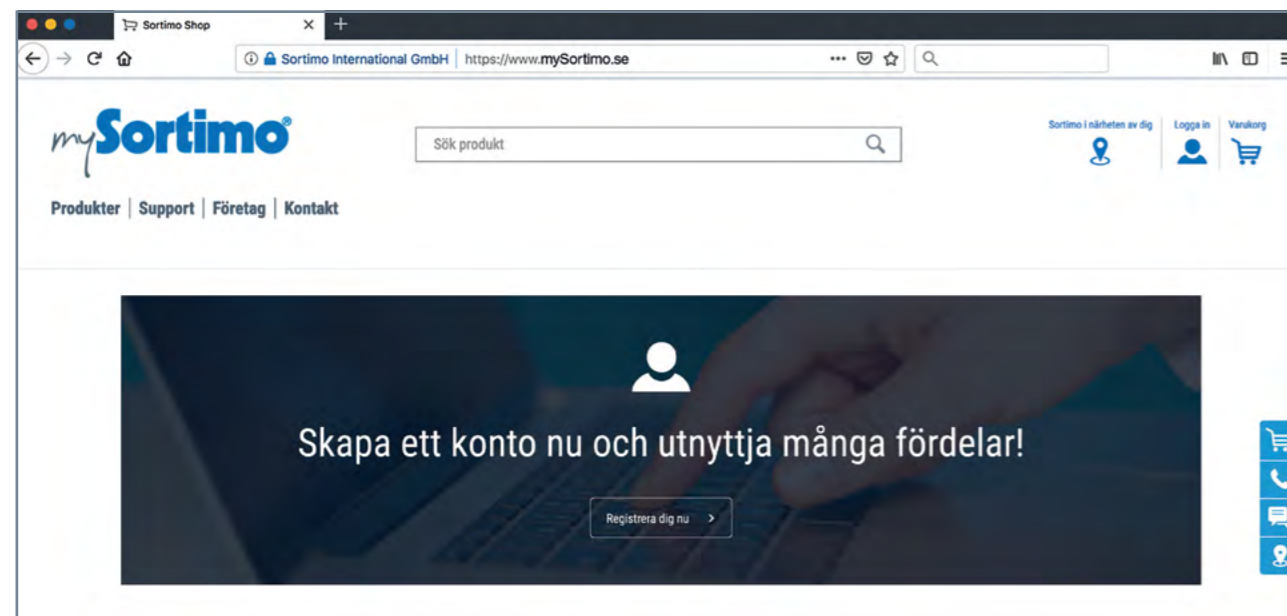 Sortimo Shop
Sortimo International GmbH https://www.mySortimo.se
mySortimo®
Sök produkt
Sortimo i närheten av dig
Logga in
Varukorg
Produkter | Support | Företag | Kontakt
Skapa ett konto nu och utnyttja många fördelar!
Registrera dig nu